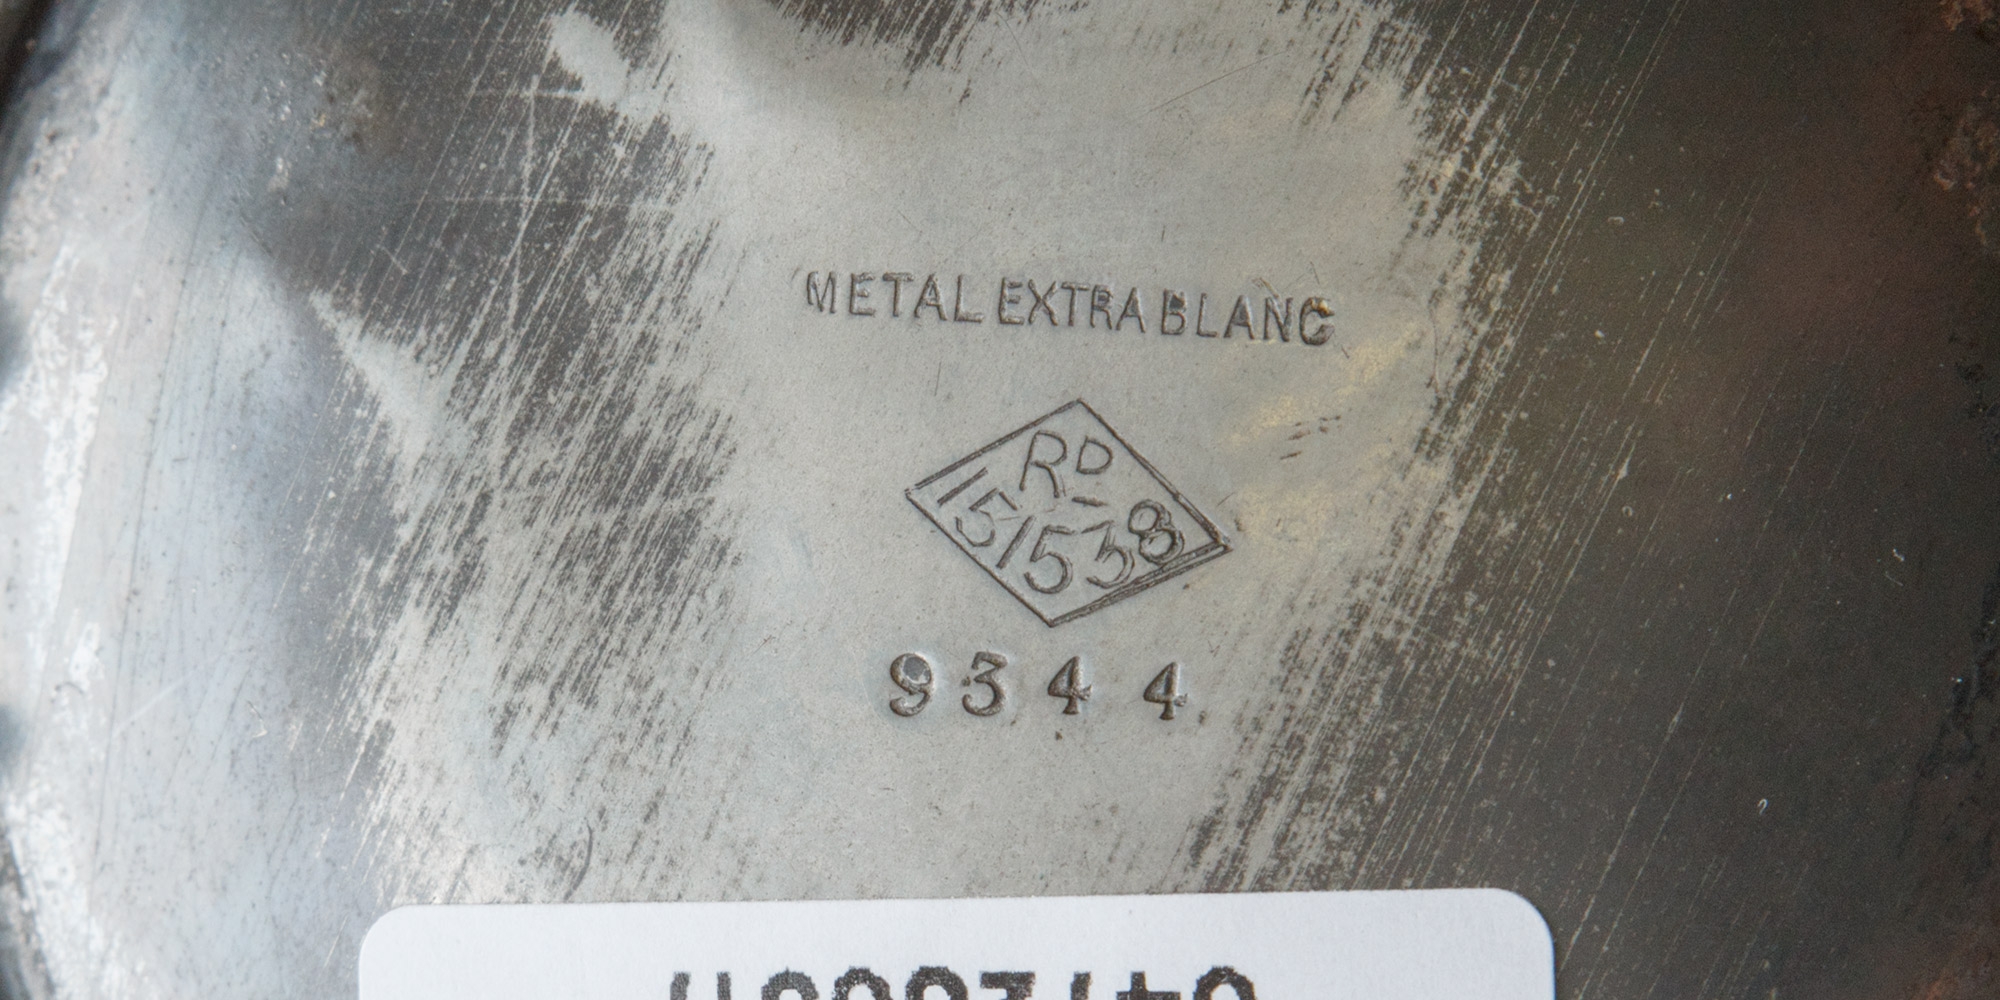 METAL EXTRA BLANC
RD
151538
9344